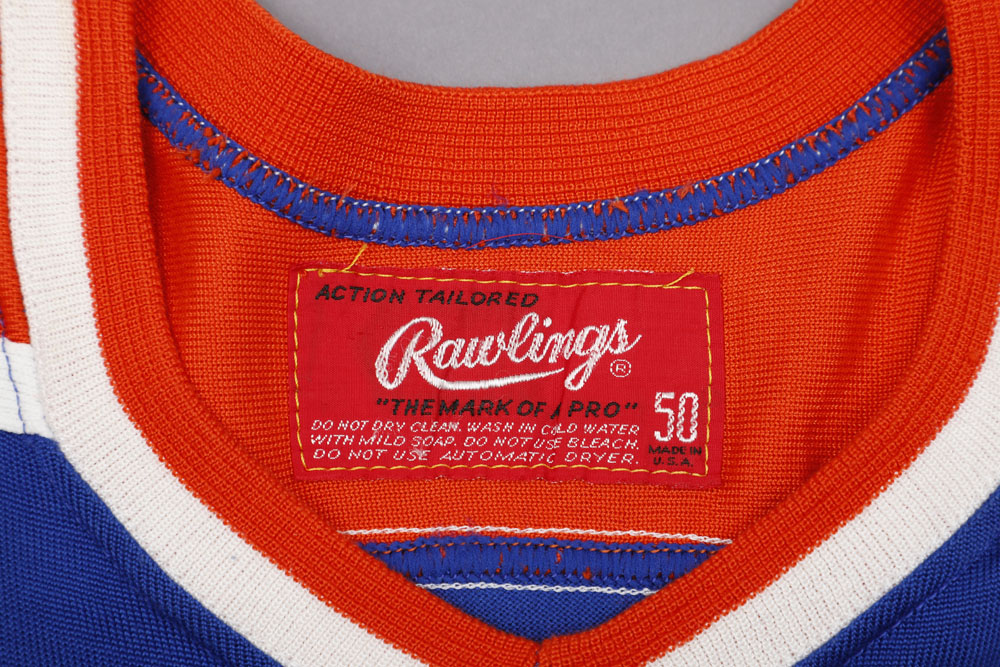 ACTION TAILORED
Rawlings ®
"THE MARK OF A PRO"
50
DO NOT DRY CLEAN. WASH IN COLD WATER
WITH MILD SOAP. DO NOT USE BLEACH.
DO NOT USE AUTOMATIC DRYER.
MADE IN
U.S.A.